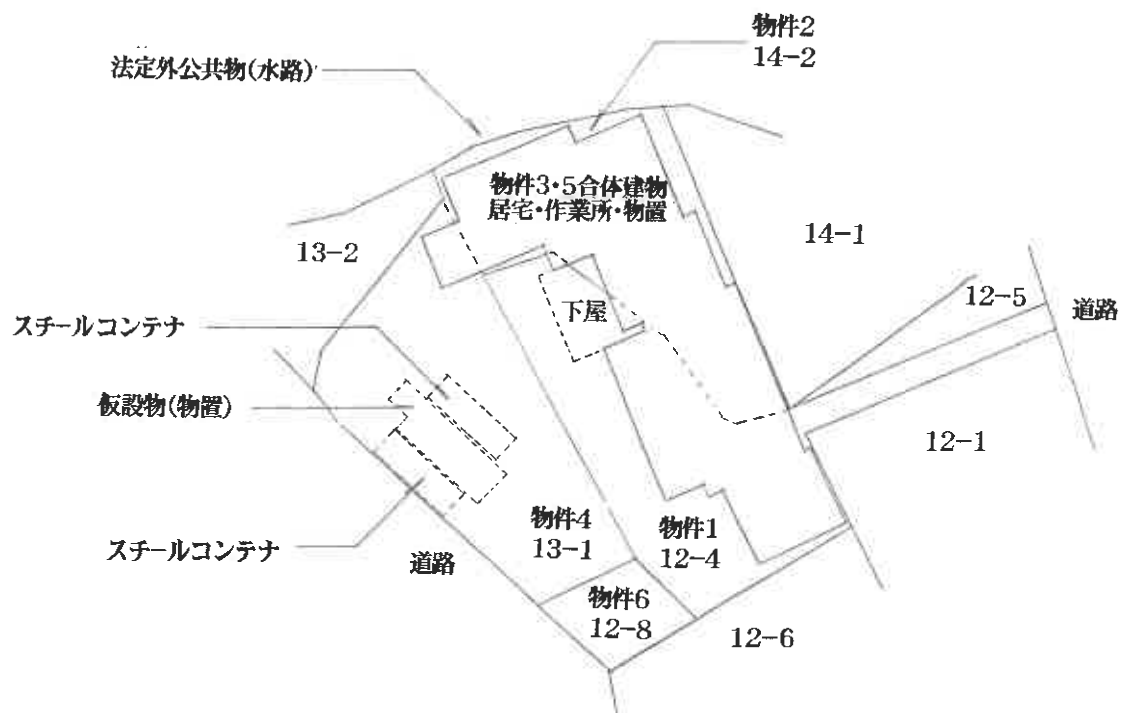 物件2
14-2
法定外公共物(水路)
物件3・5合体建物
居宅・作業所・物置
13-2
14-1
12-5
道路
下屋
スチールコンテナ
仮設物(物置)
12-1
物件4
13-1
物件1
12-4
スチールコンテナ
道路
物件6
12-8
12-6